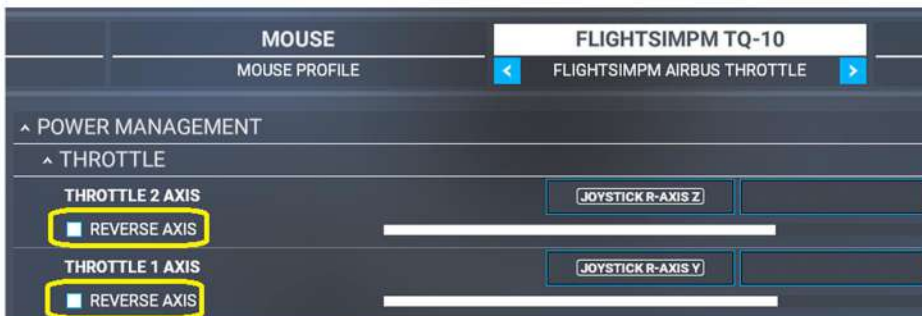 MOUSE
FLIGHTSIMPM TQ-10
MOUSE PROFILE
FLIGHTSIMPM AIRBUS THROTTLE
POWER MANAGEMENT
THROTTLE
THROTTLE 2 AXIS
JOYSTICK R-AXIS Z
REVERSE AXIS
THROTTLE 1 AXIS
JOYSTICK R-AXIS Y
REVERSE AXIS